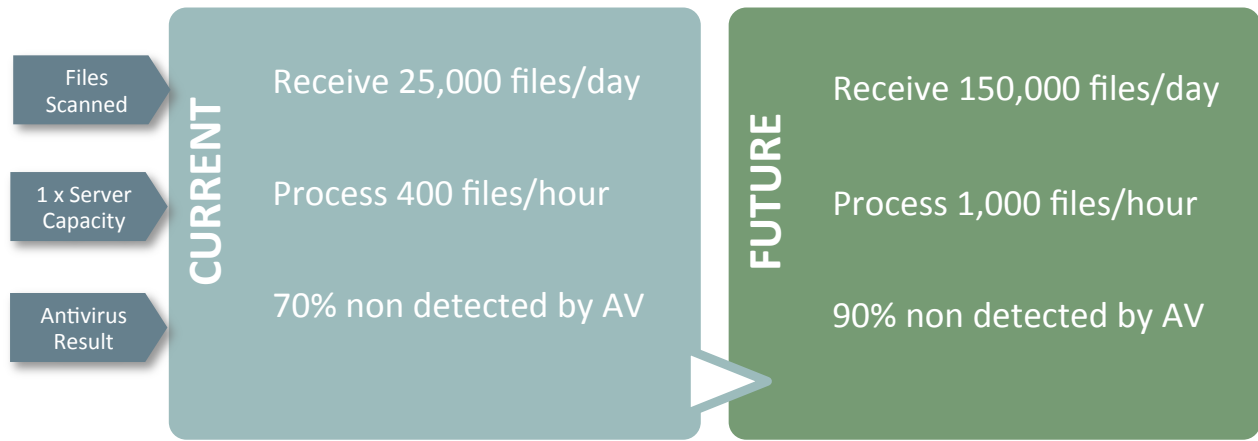 Files
Scanned
1 x Server
Capacity
Antivirus
Result
CURRENT
Receive 25,000 files/day
Process 400 files/hour
70% non detected by AV
FUTURE
Receive 150,000 files/day
Process 1,000 files/hour
90% non detected by AV